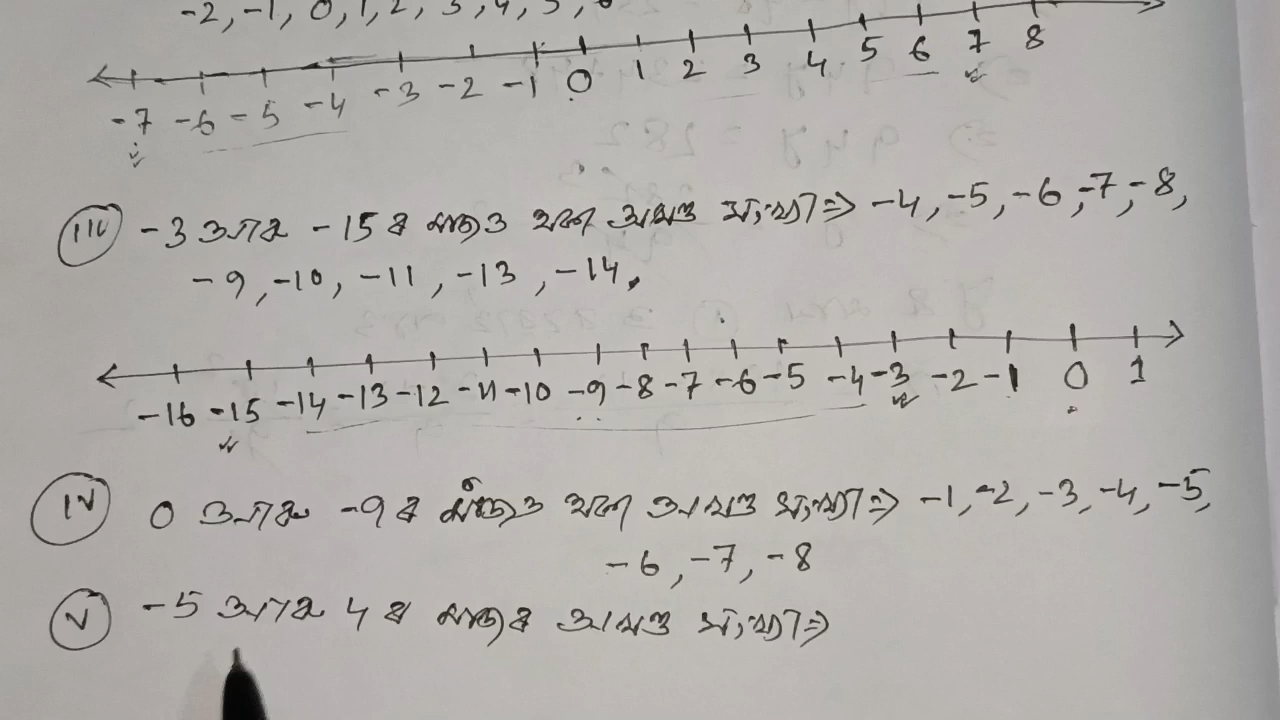 -2, -1, 0, 1, 2, 3, 4, 5, 6
-7 -6 -5 -4 -3 -2 -1 0 1 2 3 4 5 6 7 8
(iii) -3 আৰু -15ৰ মাজত থকা অখণ্ড সংখ্যা ⇒ -4, -5, -6, -7, -8,
-9, -10, -11, -13, -14.
-16 -15 -14 -13 -12 -11 -10 -9 -8 -7 -6 -5 -4 -3 -2 -1 0 1
(iv) 0 আৰু -9ৰ মাজত থকা অখণ্ড সংখ্যা ⇒ -1, -2, -3, -4, -5,
-6, -7, -8
(v) -5 আৰু 4ৰ মাজৰ অখণ্ড সংখ্যা ⇒